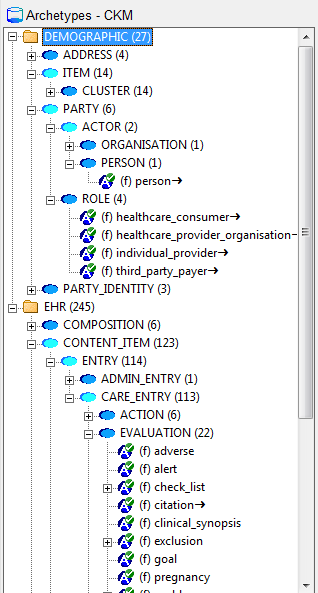 Archetypes - CKM
DEMOGRAPHIC (27)
ADDRESS (4)
ITEM (14)
CLUSTER (14)
PARTY (6)
ACTOR (2)
ORGANISATION (1)
PERSON (1)
(f) person→
ROLE (4)
(f) healthcare_consumer→
(f) healthcare_provider_organisation→
(f) individual_provider→
(f) third_party_payer→
PARTY_IDENTITY (3)
EHR (245)
COMPOSITION (6)
CONTENT_ITEM (123)
ENTRY (114)
ADMIN_ENTRY (1)
CARE_ENTRY (113)
ACTION (6)
EVALUATION (22)
(f) adverse
(f) alert
(f) check_list
(f) citation→
(f) clinical_synopsis
(f) exclusion
(f) goal
(f) pregnancy